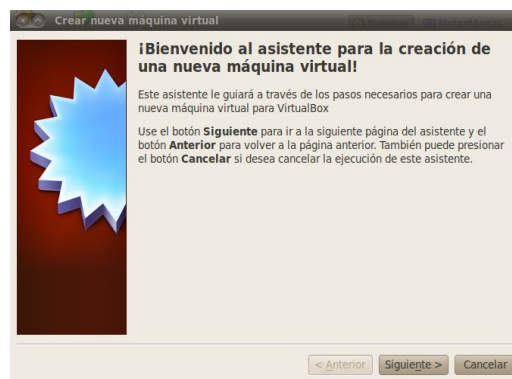 Crear nueva máquina virtual
Detalles Instantáneas
¡Bienvenido al asistente para la creación de
una nueva máquina virtual!
Este asistente le guiará a través de los pasos necesarios para crear una
nueva máquina virtual para VirtualBox
Use el botón Siguiente para ir a la siguiente página del asistente y el
botón Anterior para volver a la página anterior. También puede presionar
el botón Cancelar si desea cancelar la ejecución de este asistente.
< Anterior Siguiente > Cancelar